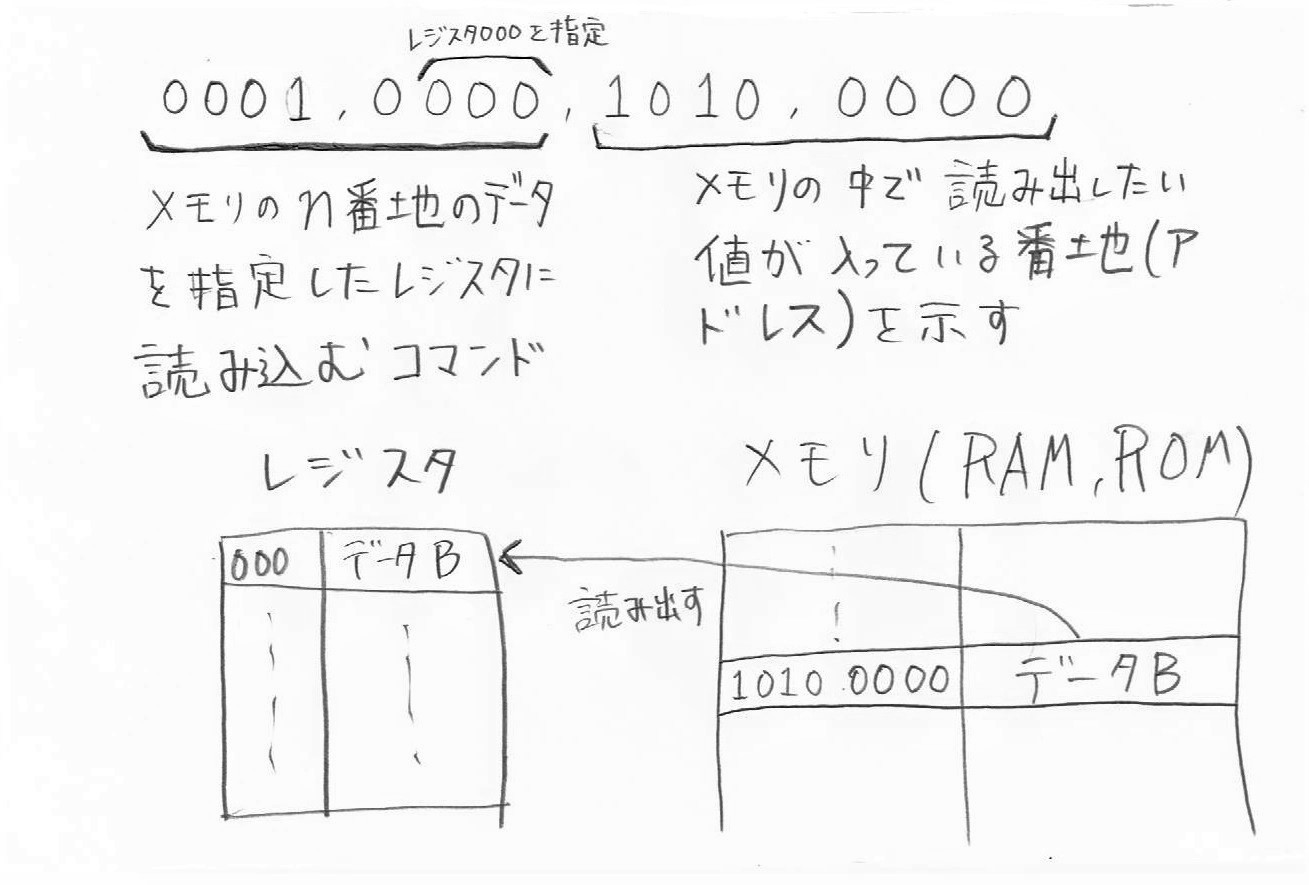 レジスタ000を指定
0001,0000,1010,0000,
メモリのn番地のデータ
を指定したレジスタに
読み込むコマンド
メモリの中で読み出したい
値が入っている番地(ア
ドレス)を示す
レジスタ
メモリ(RAM,ROM)
000 データB
読み出す
1010 0000 データB